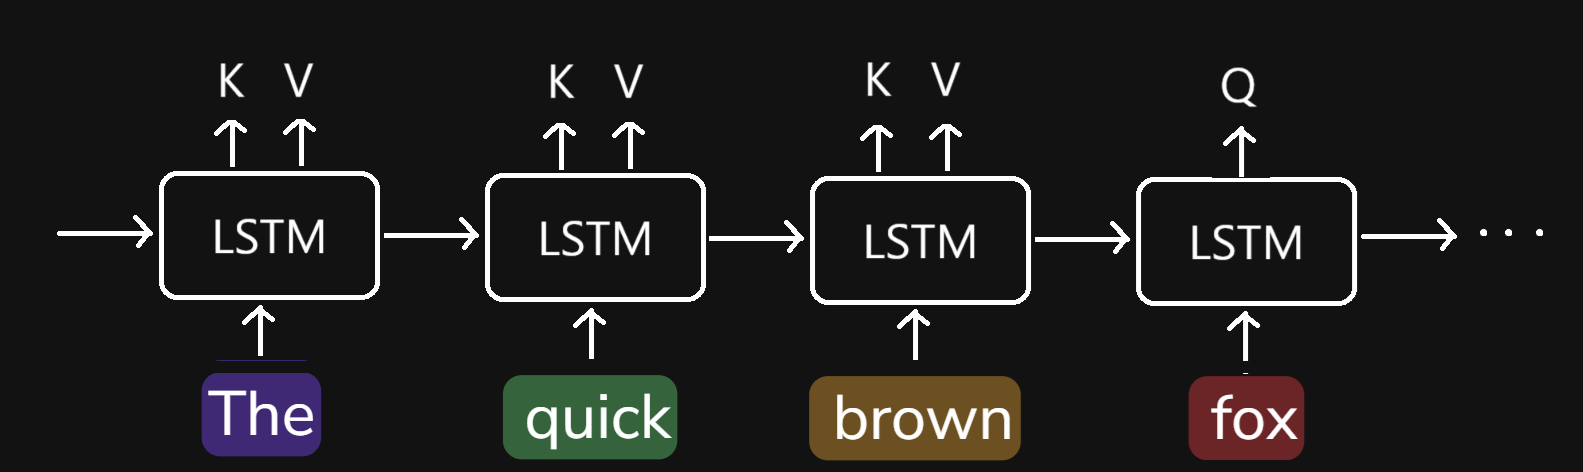 K V K V K V Q
LSTM LSTM LSTM LSTM ...
The quick brown fox